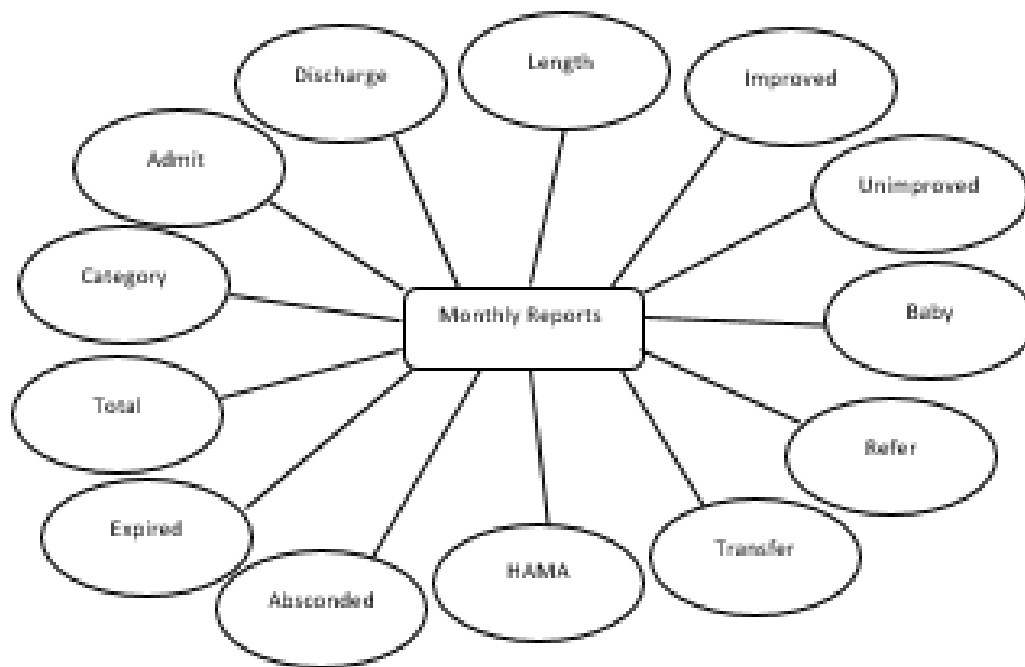 Length
Discharge
Improved
Admit
Unimproved
Category
Monthly Reports
Baby
Total
Refer
Expired
Transfer
HAMA
Absconded